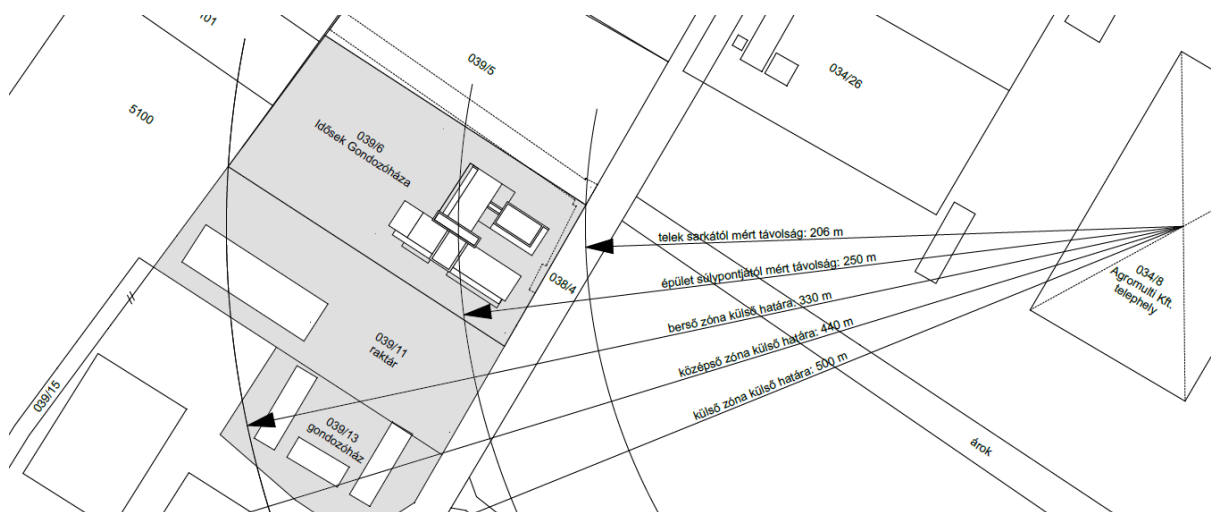 101
039/5
034/26
5100
039/6
Idősek Gondozóháza
telek sarkától mért távolság: 206 m
épület súlypontjától mért távolság: 250 m
038/4
034/8
Agromulti Kft.
telephely
berső zóna külső határa: 330 m
középső zóna külső határa: 440 m
039/11
raktár
külső zóna külső határa: 500 m
039/15
039/13
gondozóház
árok